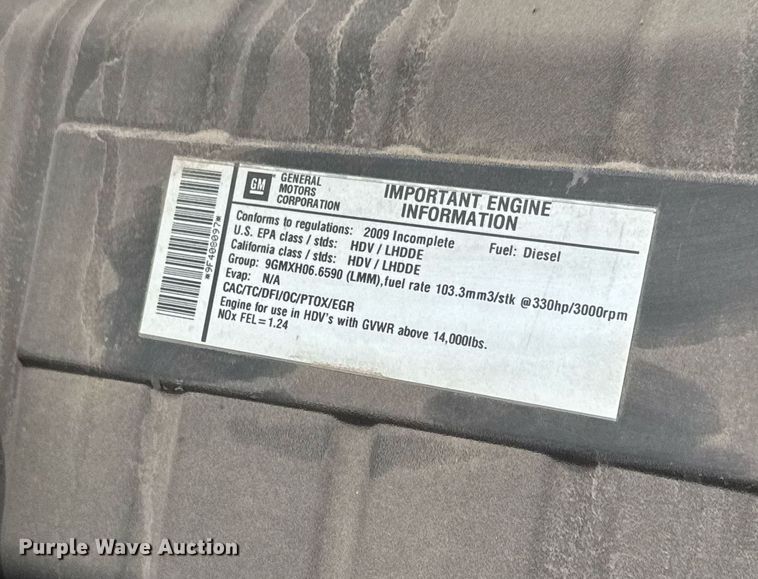 GM
GENERAL
MOTORS
CORPORATION
IMPORTANT ENGINE
INFORMATION
Conforms to regulations: 2009 Incomplete Fuel: Diesel
U.S. EPA class / stds: HDV / LHDDE
California class / stds: HDV / LHDDE
Group: 9GMXH06.6590 (LMM),fuel rate 103.3mm3/stk @330hp/3000rpm
Evap: N/A
CAC/TC/DFI/OC/PTOX/EGR
Engine for use in HDV's with GVWR above 14,000lbs.
NOx FEL=1.24
*9F408097*
Purple Wave Auction